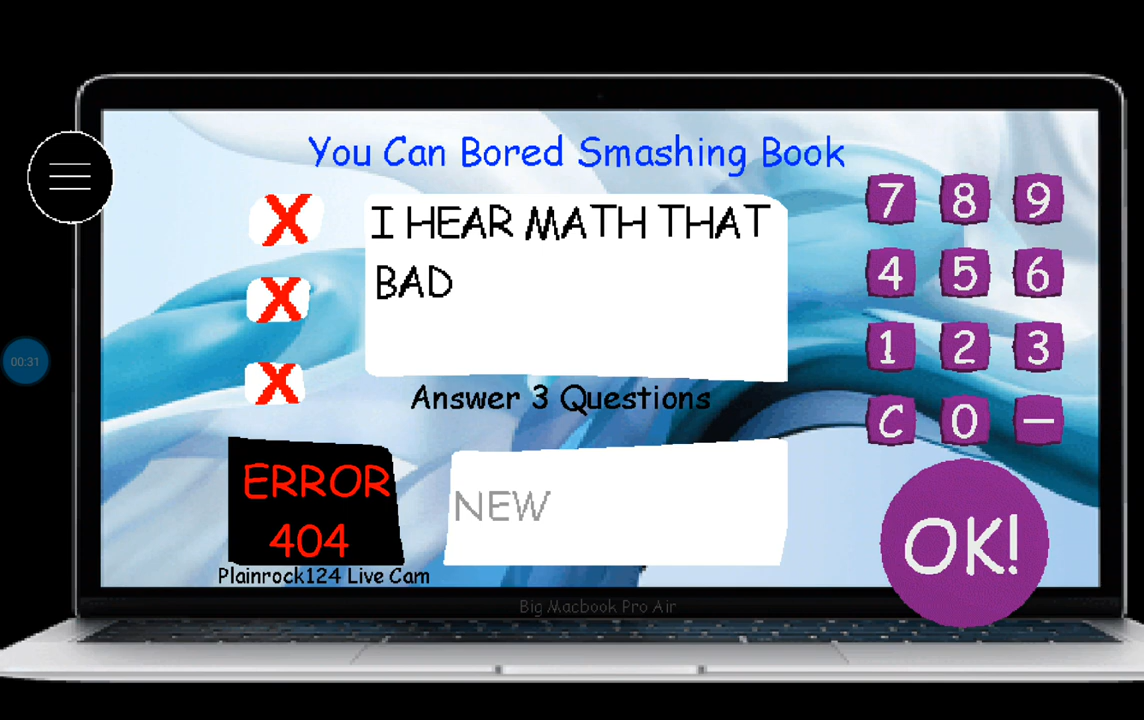 You Can Bored Smashing Book
X
X
X
I HEAR MATH THAT
BAD
Answer 3 Questions
7 8 9
4 5 6
1 2 3
C 0 -
ERROR
404
NEW
OK!
Plainrock124 Live Cam
Big Macbook Pro Air
00:31